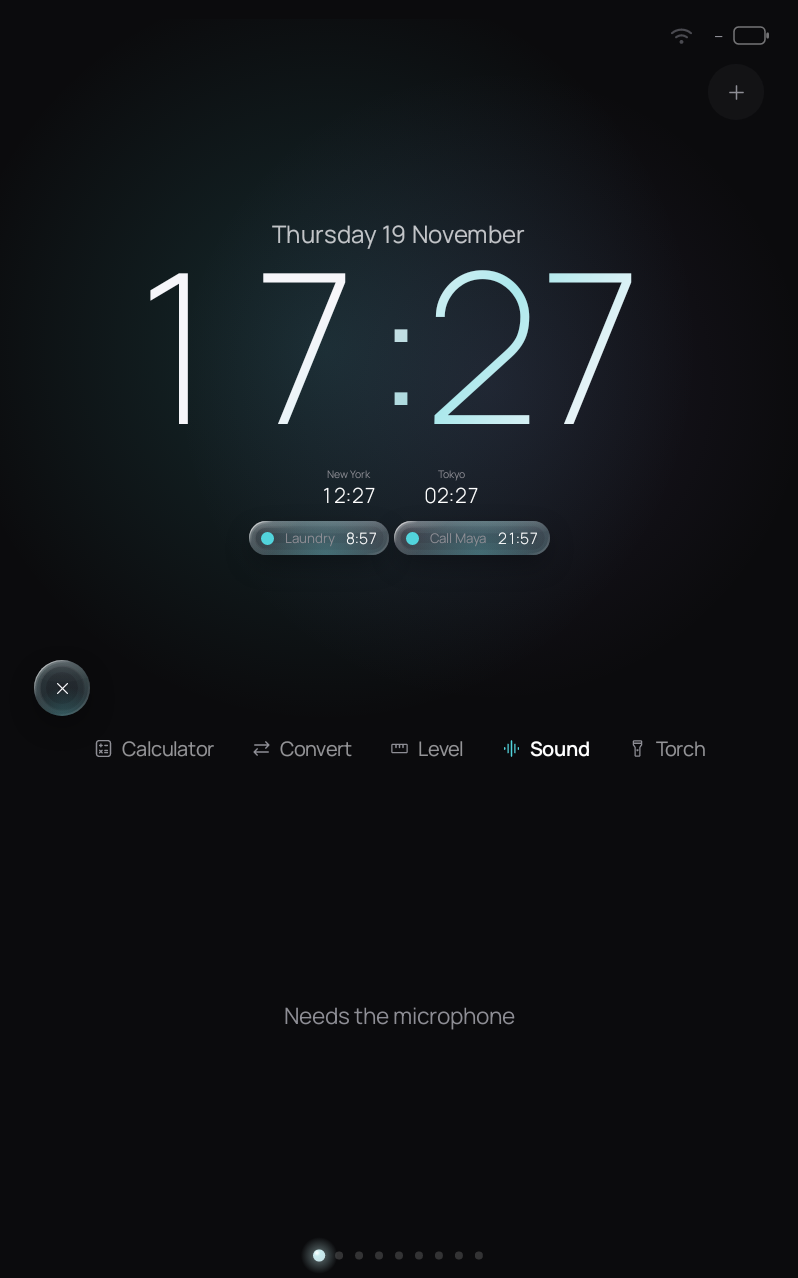 Thursday 19 November
17:27
New York Tokyo
12:27 02:27
Laundry 8:57 Call Maya 21:57
Calculator Convert Level Sound Torch
Needs the microphone